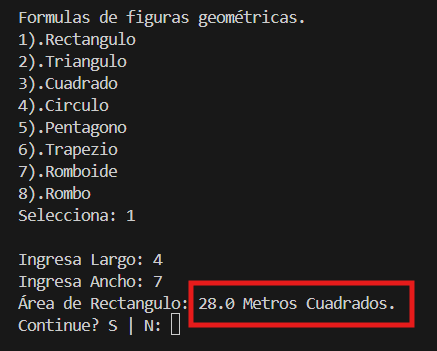 Formulas de figuras geométricas.
1).Rectangulo
2).Triangulo
3).Cuadrado
4).Circulo
5).Pentagono
6).Trapezio
7).Romboide
8).Rombo
Selecciona: 1
Ingresa Largo: 4
Ingresa Ancho: 7
Área de Rectangulo: 28.0 Metros Cuadrados.
Continue? S | N: